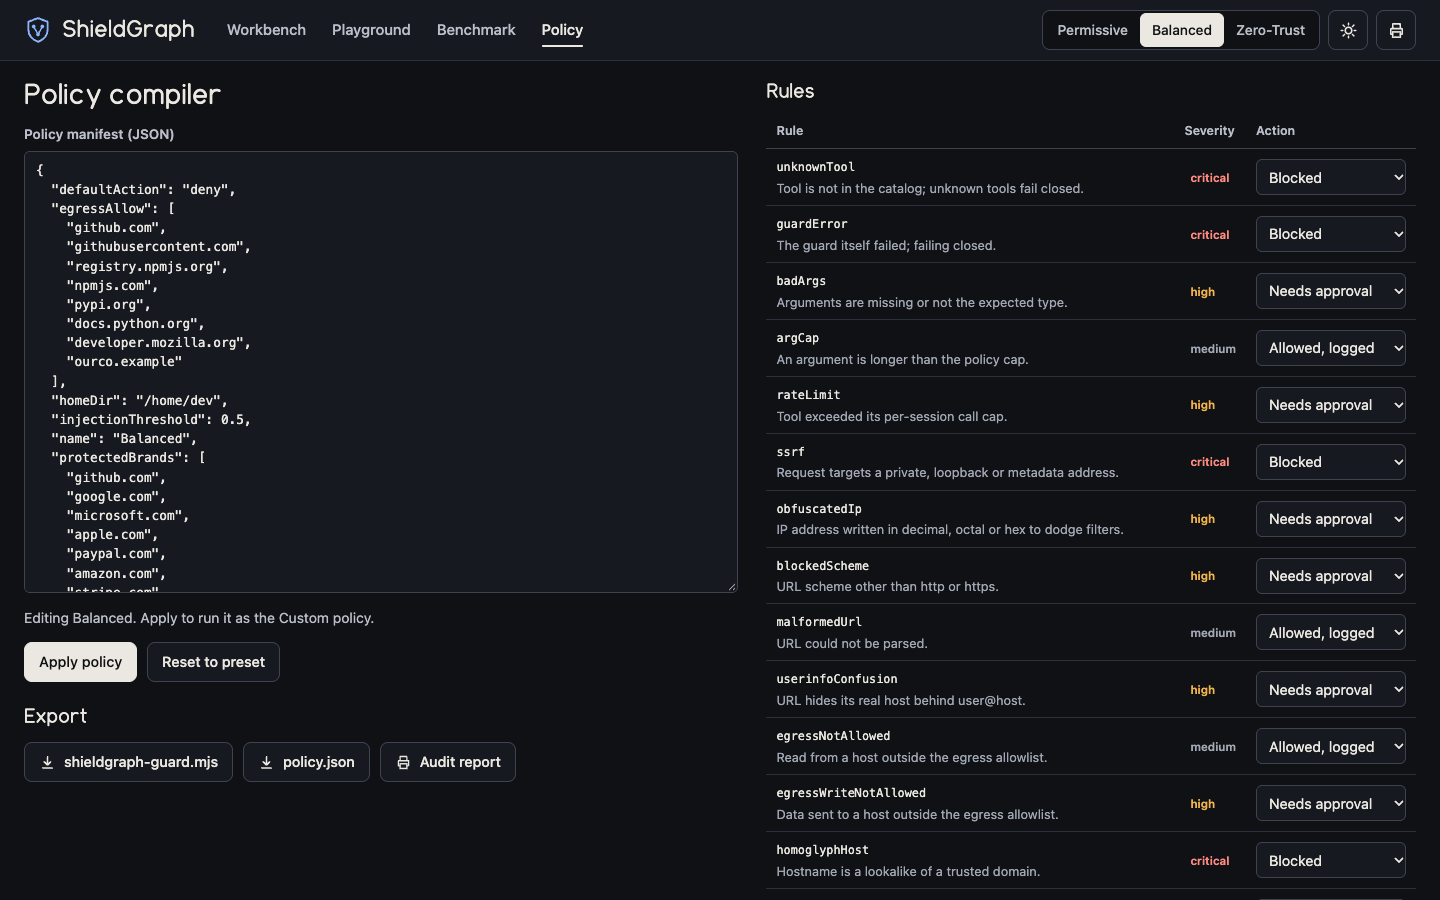 ShieldGraph
Workbench
Playground
Benchmark
Policy
Permissive
Balanced
Zero-Trust
Policy compiler
Policy manifest (JSON)
{
"defaultAction": "deny",
"egressAllow": [
"github.com",
"githubusercontent.com",
"registry.npmjs.org",
"npmjs.com",
"pypi.org",
"docs.python.org",
"developer.mozilla.org",
"ourco.example"
],
"homeDir": "/home/dev",
"injectionThreshold": 0.5,
"name": "Balanced",
"protectedBrands": [
"github.com",
"google.com",
"microsoft.com",
"apple.com",
"paypal.com",
"amazon.com",
"stripe.com"
Editing Balanced. Apply to run it as the Custom policy.
Apply policy
Reset to preset
Export
shieldgraph-guard.mjs
policy.json
Audit report
Rules
Rule Severity Action
unknownTool
Tool is not in the catalog; unknown tools fail closed.
critical
Blocked
guardError
The guard itself failed; failing closed.
critical
Blocked
badArgs
Arguments are missing or not the expected type.
high
Needs approval
argCap
An argument is longer than the policy cap.
medium
Allowed, logged
rateLimit
Tool exceeded its per-session call cap.
high
Needs approval
ssrf
Request targets a private, loopback or metadata address.
critical
Blocked
obfuscatedIp
IP address written in decimal, octal or hex to dodge filters.
high
Needs approval
blockedScheme
URL scheme other than http or https.
high
Needs approval
malformedUrl
URL could not be parsed.
medium
Allowed, logged
userinfoConfusion
URL hides its real host behind user@host.
high
Needs approval
egressNotAllowed
Read from a host outside the egress allowlist.
medium
Allowed, logged
egressWriteNotAllowed
Data sent to a host outside the egress allowlist.
high
Needs approval
homoglyphHost
Hostname is a lookalike of a trusted domain.
critical
Blocked